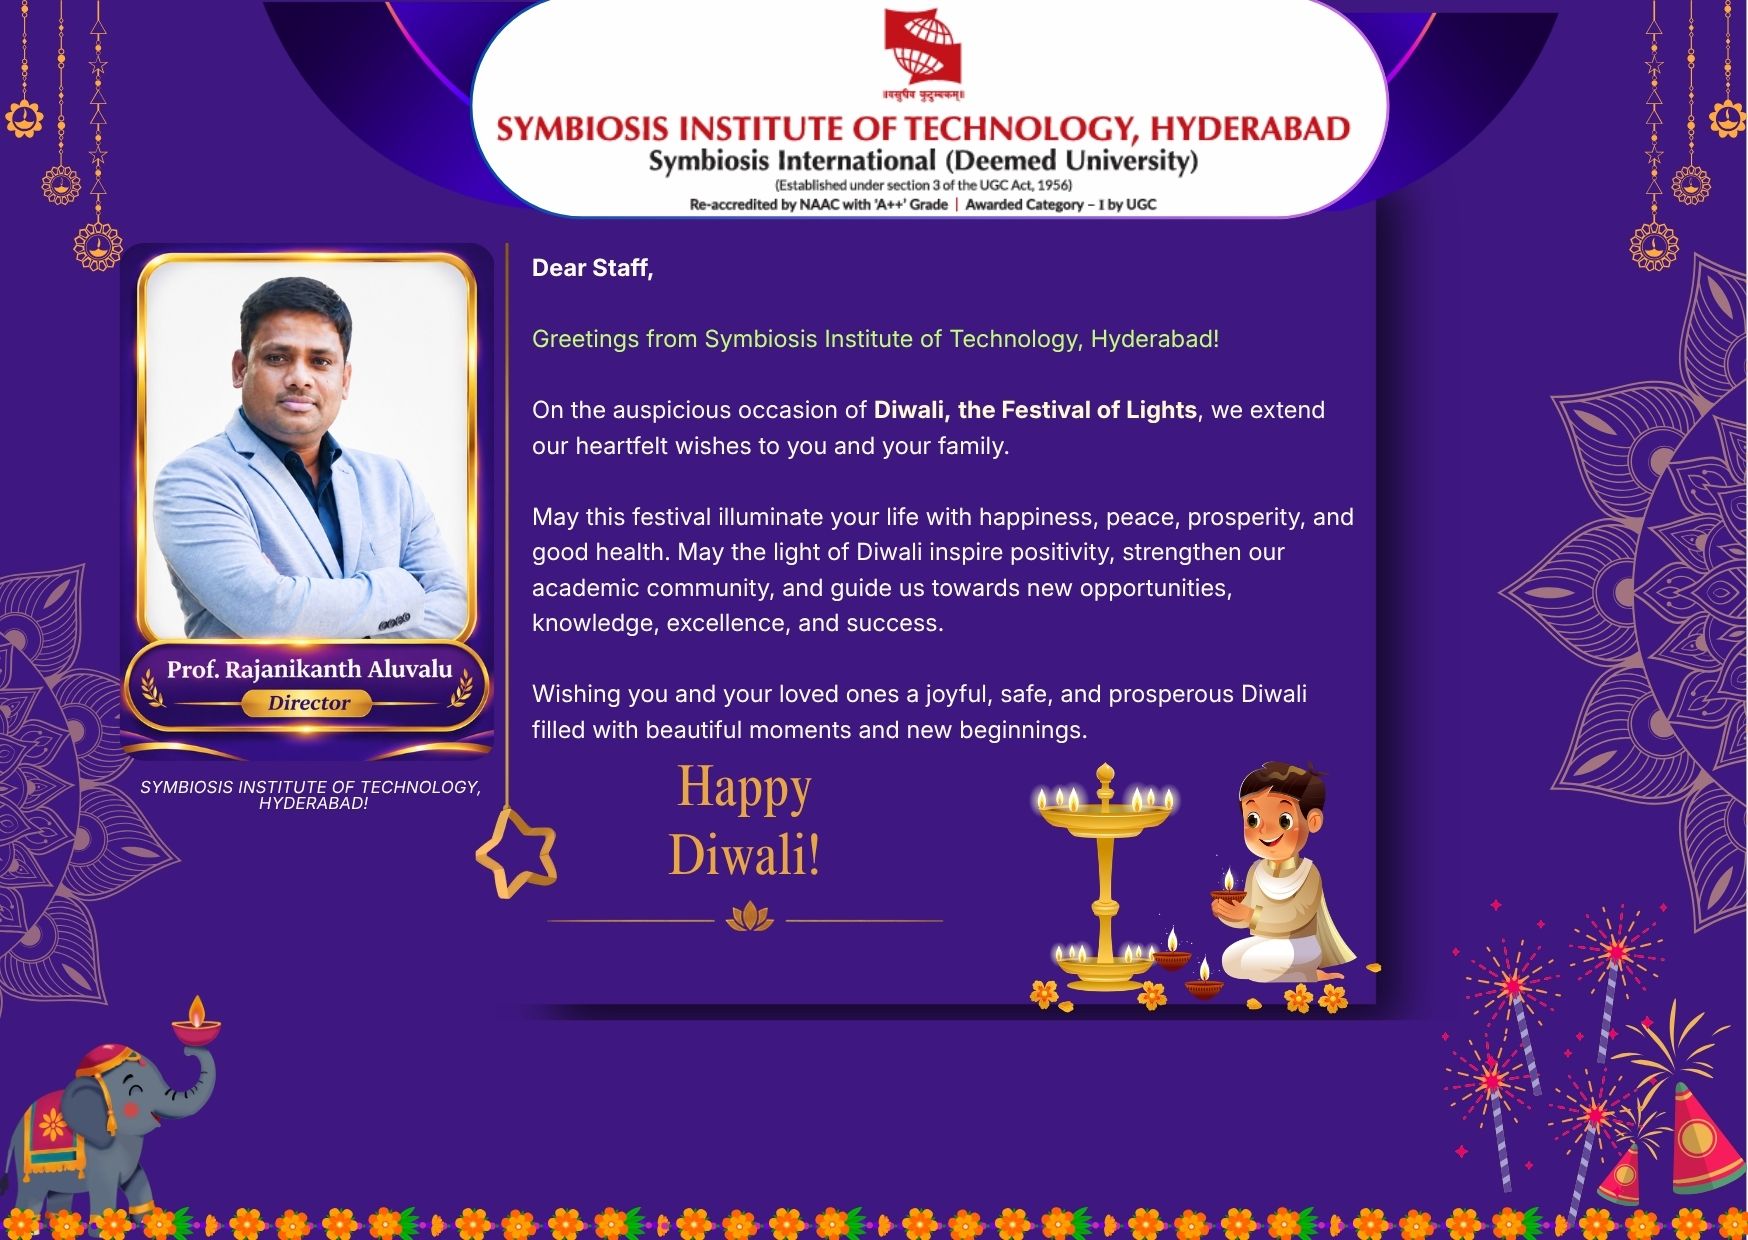 ॥वसुधैव कुटुम्बकम्॥
SYMBIOSIS INSTITUTE OF TECHNOLOGY, HYDERABAD
Symbiosis International (Deemed University)
(Established under section 3 of the UGC Act, 1956)
Re-accredited by NAAC with 'A++' Grade | Awarded Category – I by UGC
Dear Staff,
Greetings from Symbiosis Institute of Technology, Hyderabad!
On the auspicious occasion of Diwali, the Festival of Lights, we extend
our heartfelt wishes to you and your family.
May this festival illuminate your life with happiness, peace, prosperity, and
good health. May the light of Diwali inspire positivity, strengthen our
academic community, and guide us towards new opportunities,
knowledge, excellence, and success.
Wishing you and your loved ones a joyful, safe, and prosperous Diwali
filled with beautiful moments and new beginnings.
Happy
Diwali!
Prof. Rajanikanth Aluvalu
Director
SYMBIOSIS INSTITUTE OF TECHNOLOGY,
HYDERABAD!